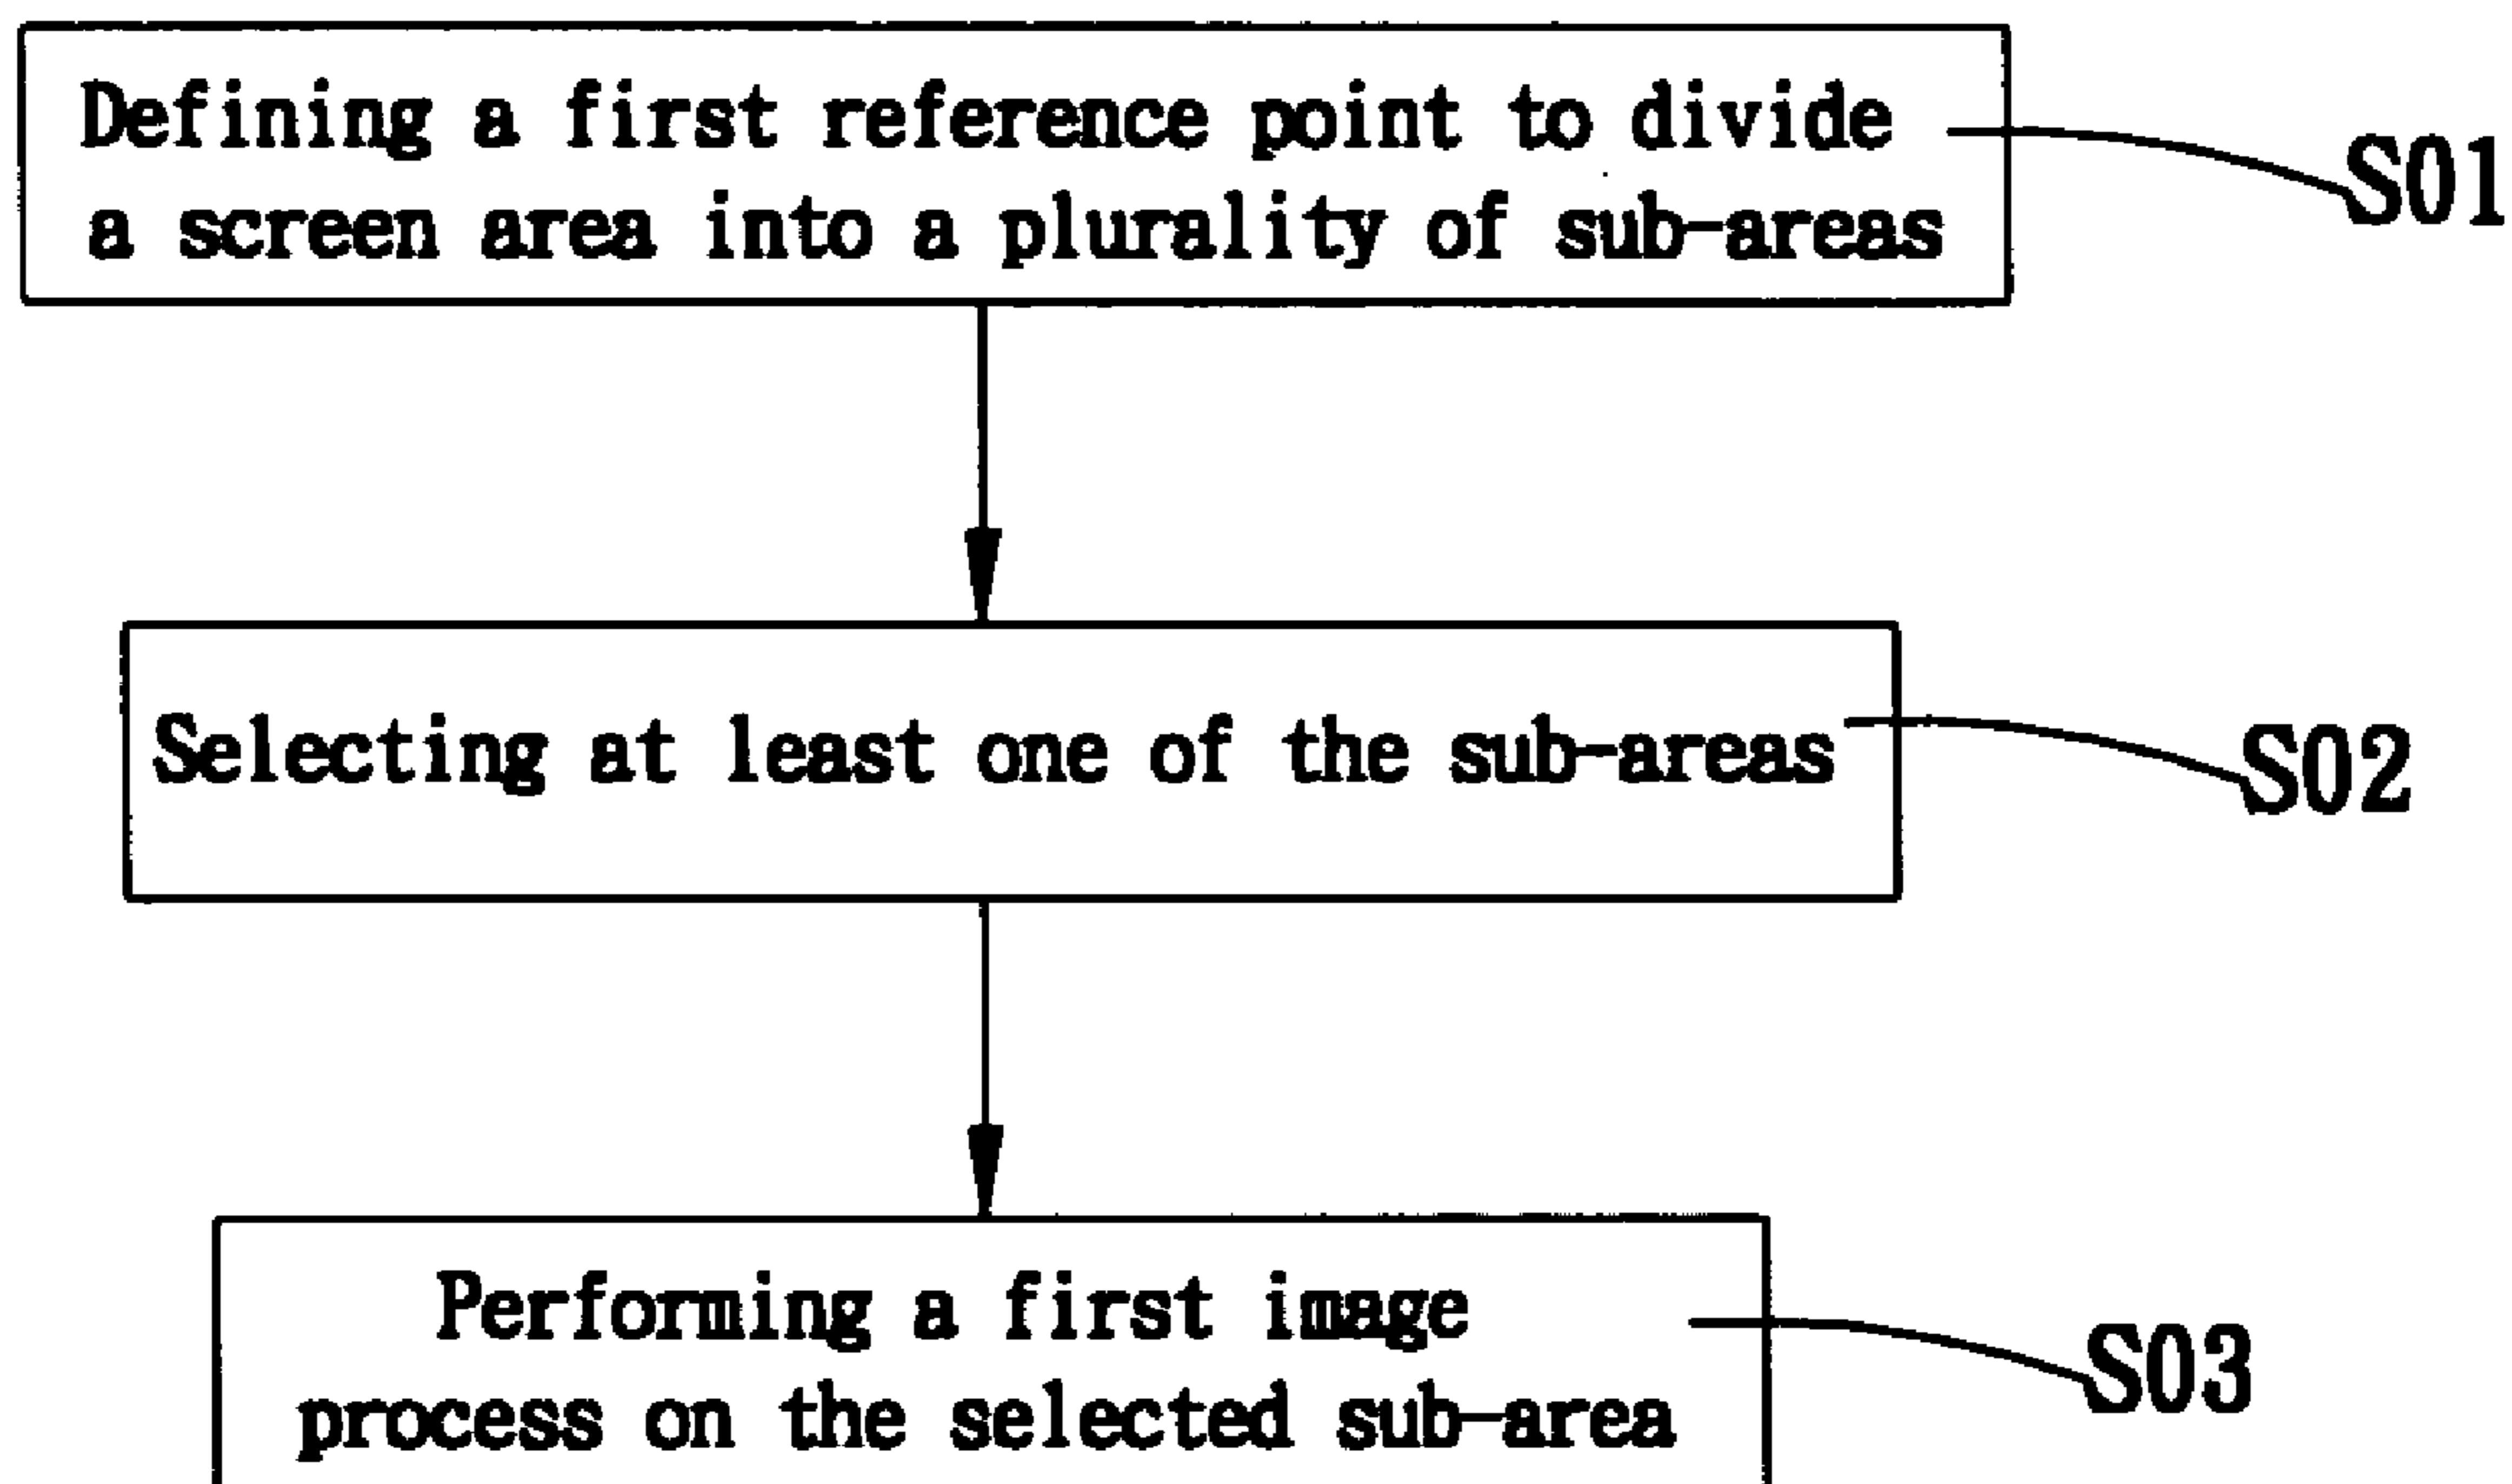 Defining a first reference point to divide
a screen area into a plurality of sub-areas
S01
Selecting at least one of the sub-areas
S02
Performing a first image
process on the selected sub-area
S03